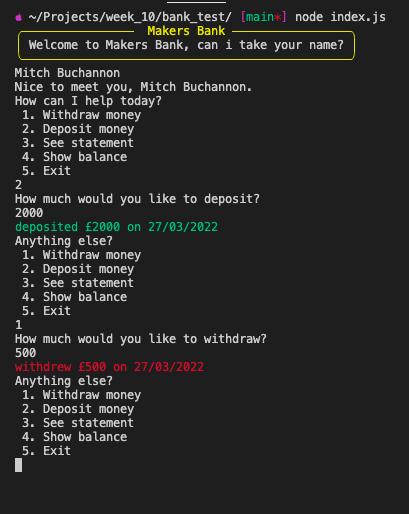 ~/Projects/week_10/bank_test/ [main*] node index.js
Makers Bank
Welcome to Makers Bank, can i take your name?
Mitch Buchannon
Nice to meet you, Mitch Buchannon.
How can I help today?
1. Withdraw money
2. Deposit money
3. See statement
4. Show balance
5. Exit
2
How much would you like to deposit?
2000
deposited £2000 on 27/03/2022
Anything else?
1. Withdraw money
2. Deposit money
3. See statement
4. Show balance
5. Exit
1
How much would you like to withdraw?
500
withdrew £500 on 27/03/2022
Anything else?
1. Withdraw money
2. Deposit money
3. See statement
4. Show balance
5. Exit